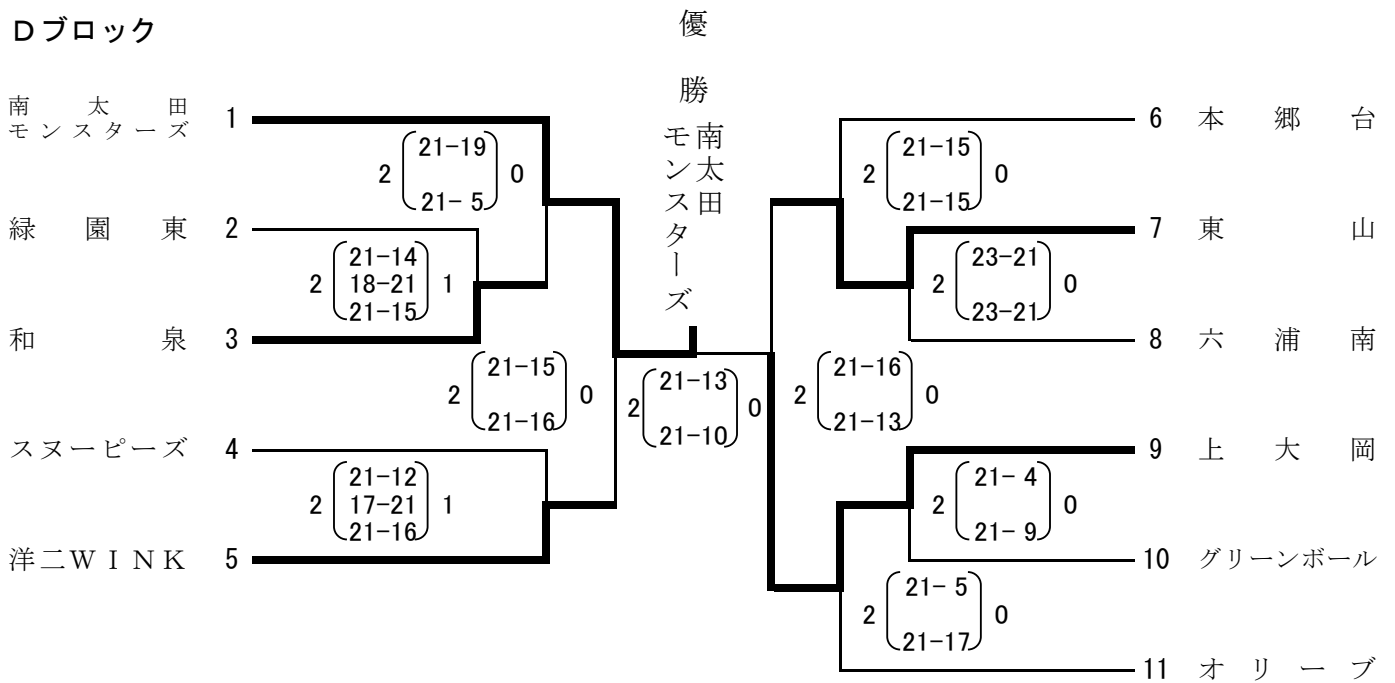 Dブロック
優勝
南太田
モンスターズ
南太田
モンスターズ 1
2 21-19 0
21- 5
緑園東 2
2 21-14 1
18-21
21-15
和泉 3
2 21-15 0
21-16
スヌーピーズ 4
2 21-12 1
17-21
21-16
洋二WINK 5
2 21-13 0
21-10
6 本郷台
2 21-15 0
21-15
7 東山
2 23-21 0
23-21
8 六浦南
2 21-16 0
21-13
9 上大岡
2 21- 4 0
21- 9
10 グリーンボール
2 21- 5 0
21-17
11 オリーブ